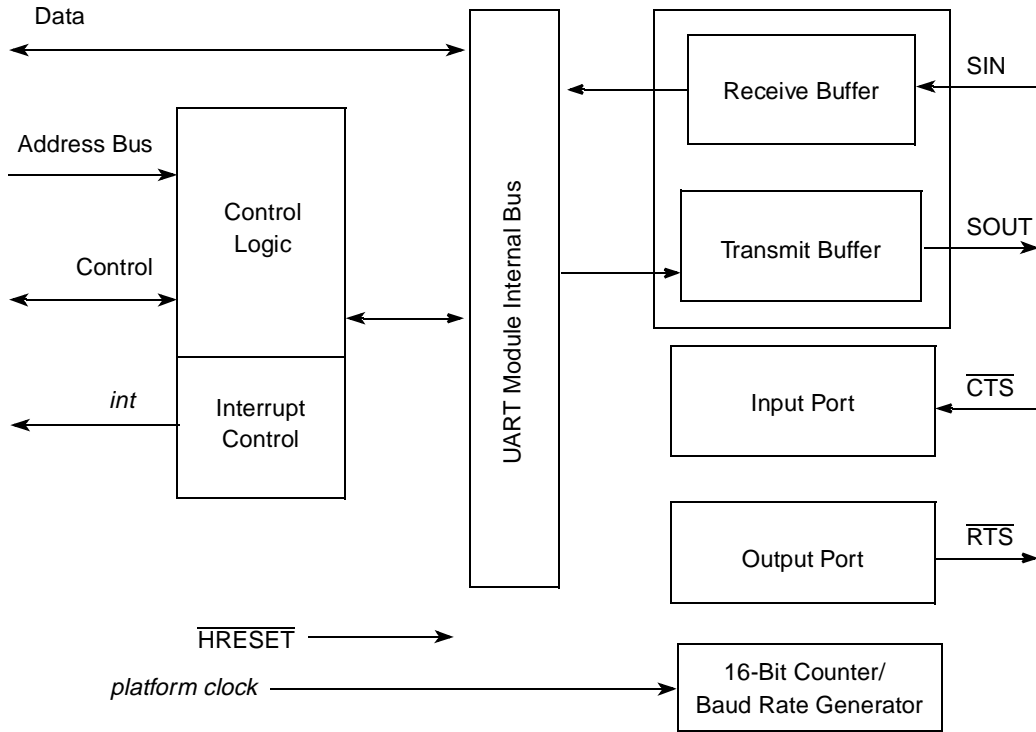 Data
SIN
Receive Buffer
Address Bus
Control
Logic
UART Module Internal Bus
SOUT
Transmit Buffer
Control
int
Interrupt
Control
CTS
Input Port
RTS
Output Port
HRESET
platform clock
16-Bit Counter/
Baud Rate Generator